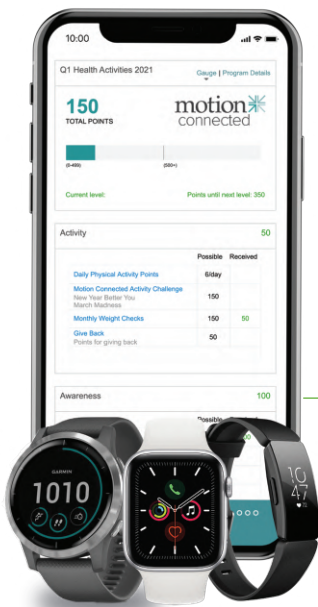 10:00
Q1 Health Activities 2021 Gauge | Program Details
150
TOTAL POINTS
motion
connected
(0-499) (500+)
Current level: Points until next level: 350
Activity 50
Possible Received
Daily Physical Activity Points 6/day
Motion Connected Activity Challenge
New Year Better You 150
March Madness
Monthly Weight Checks 150 50
Give Back 50
Points for giving back
Awareness 100
Possible
GARMIN
1010
10
47